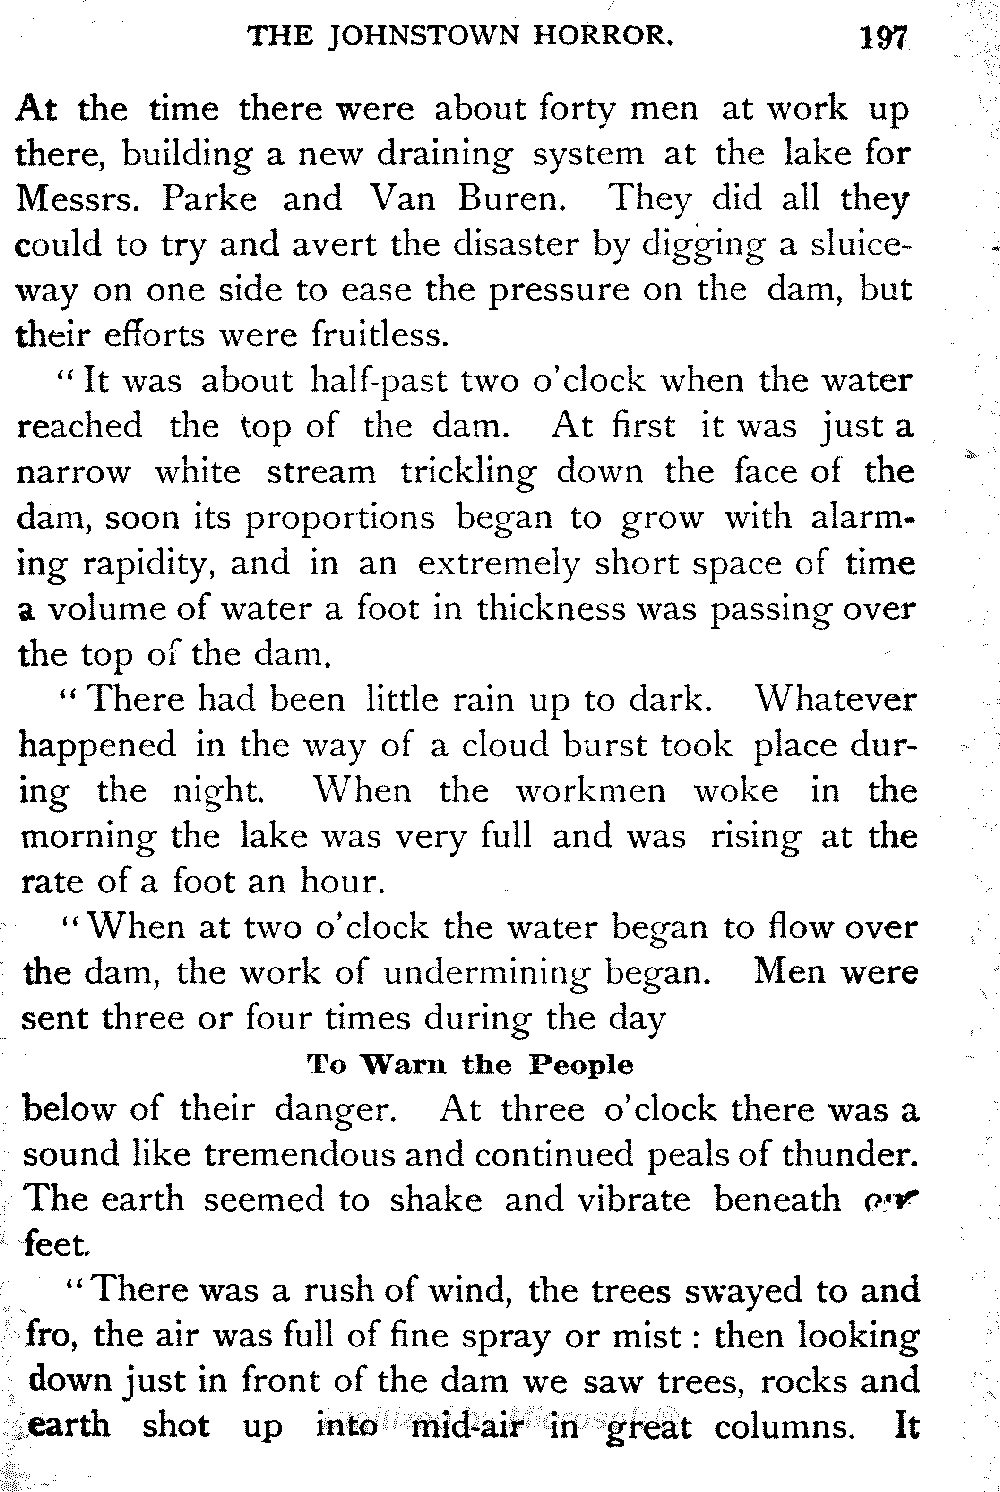 THE JOHNSTOWN HORROR. 197
At the time there were about forty men at work up
there, building a new draining system at the lake for
Messrs. Parke and Van Buren. They did all they
could to try and avert the disaster by digging a sluice-
way on one side to ease the pressure on the dam, but
their efforts were fruitless.
“ It was about half-past two o’clock when the water
reached the top of the dam. At first it was just a
narrow white stream trickling down the face of the
dam, soon its proportions began to grow with alarm-
ing rapidity, and in an extremely short space of time
a volume of water a foot in thickness was passing over
the top of the dam.
“ There had been little rain up to dark. Whatever
happened in the way of a cloud burst took place dur-
ing the night. When the workmen woke in the
morning the lake was very full and was rising at the
rate of a foot an hour.
“ When at two o’clock the water began to flow over
the dam, the work of undermining began. Men were
sent three or four times during the day
To Warn the People
below of their danger. At three o’clock there was a
sound like tremendous and continued peals of thunder.
The earth seemed to shake and vibrate beneath our
feet.
“ There was a rush of wind, the trees swayed to and
fro, the air was full of fine spray or mist : then looking
down just in front of the dam we saw trees, rocks and
earth shot up into mid-air in great columns. It